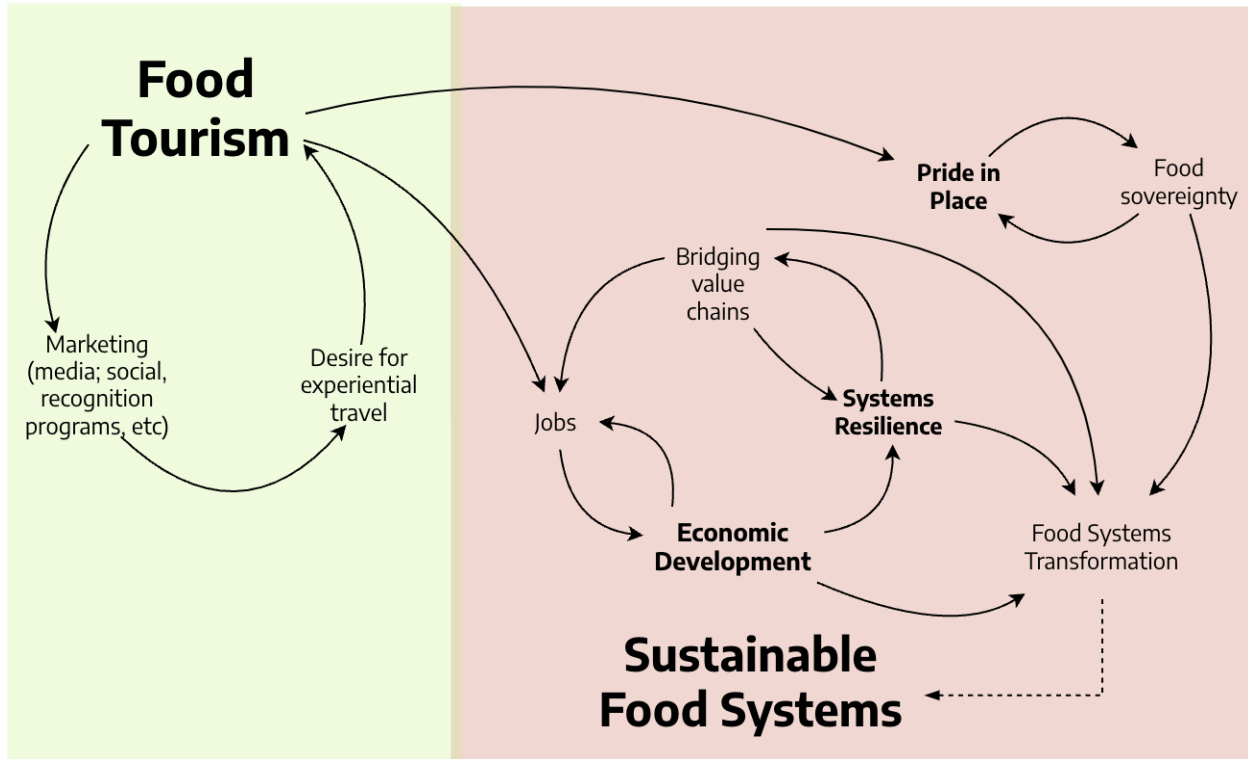 Food
Tourism
Marketing
(media; social,
recognition
programs, etc)
Desire for
experiential
travel
Pride in
Place
Food
sovereignty
Bridging
value
chains
Jobs
Systems
Resilience
Economic
Development
Food Systems
Transformation
Sustainable
Food Systems